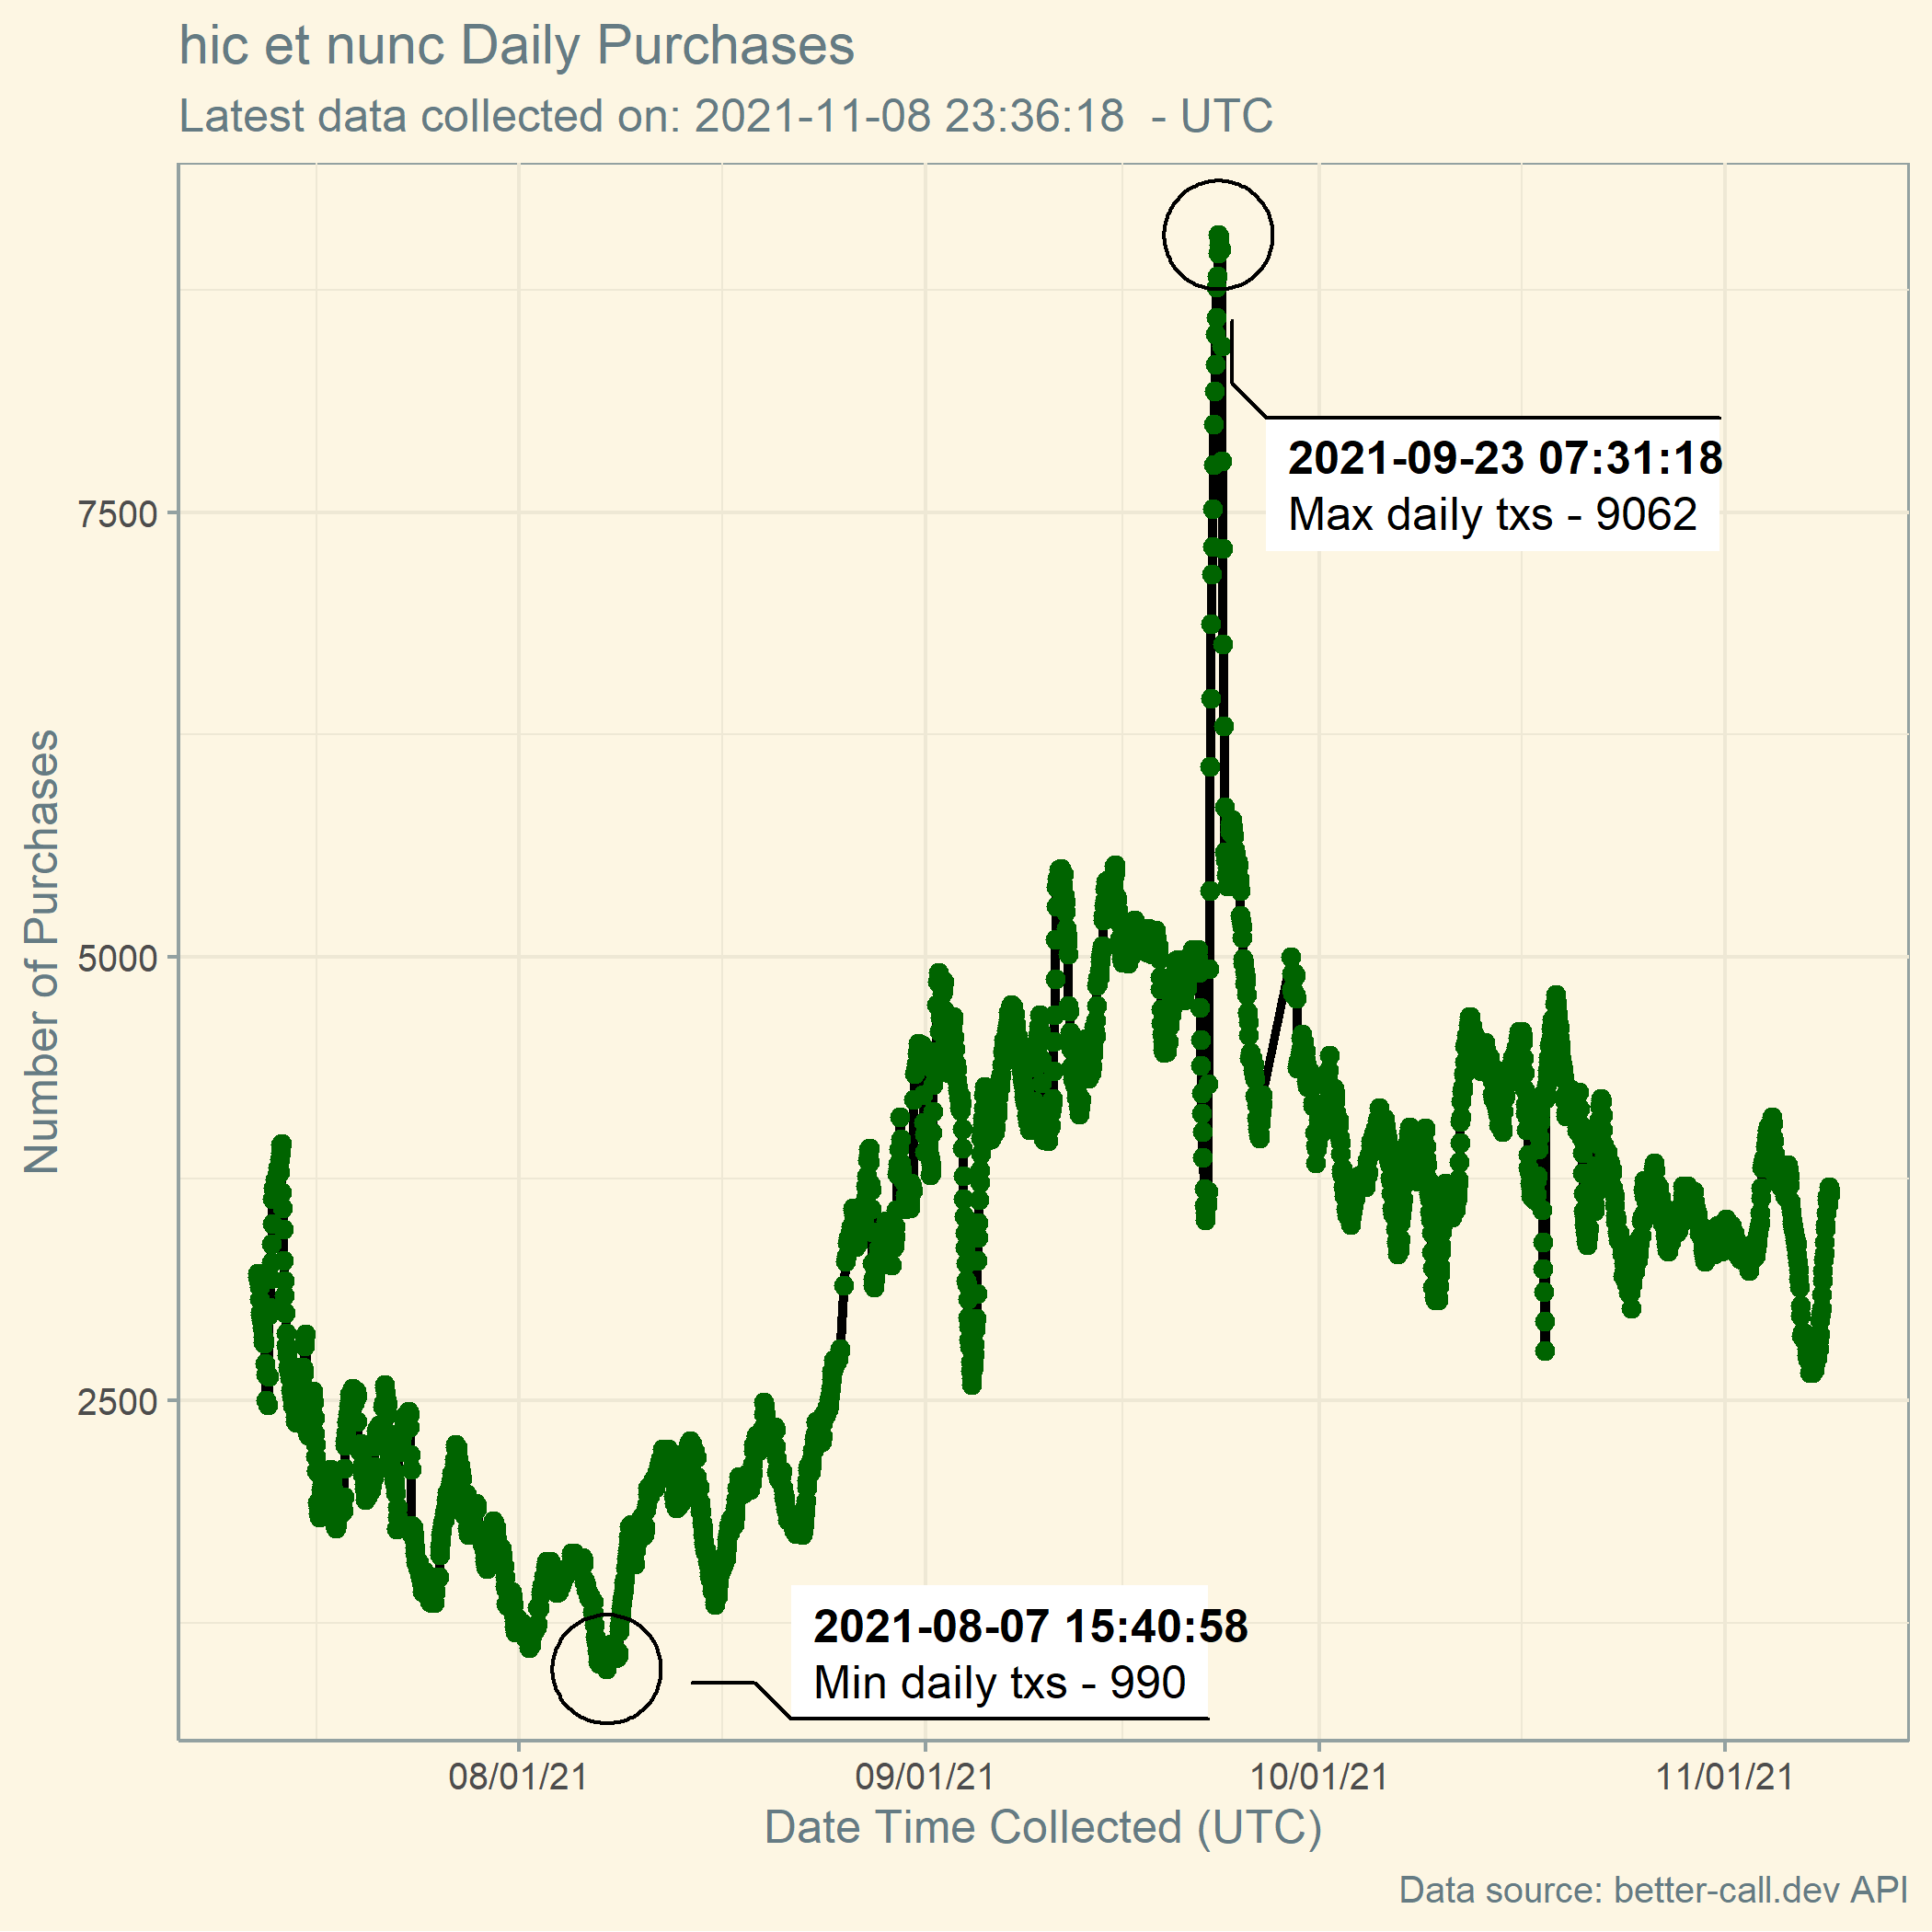 hic et nunc Daily Purchases
Latest data collected on: 2021-11-08 23:36:18  - UTC
2021-09-23 07:31:18
Max daily txs - 9062
7500
5000
2500
Number of Purchases
2021-08-07 15:40:58
Min daily txs - 990
08/01/21 09/01/21 10/01/21 11/01/21
Date Time Collected (UTC)
Data source: better-call.dev API